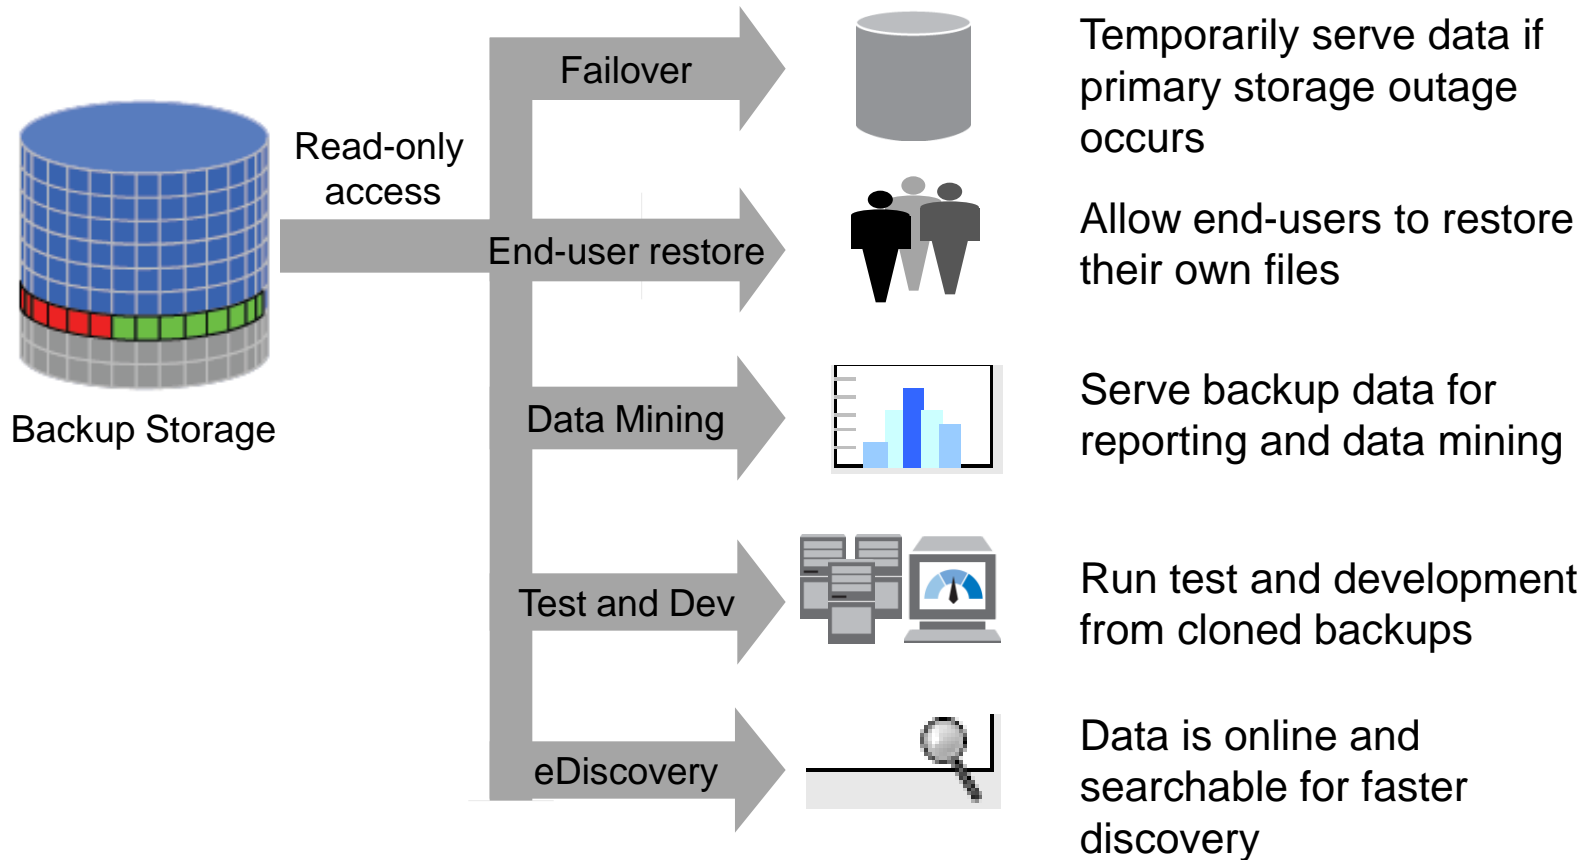 Failover
Temporarily serve data if
primary storage outage
occurs
Read-only
access
End-user restore
Allow end-users to restore
their own files
Backup Storage
Data Mining
Serve backup data for
reporting and data mining
Test and Dev
Run test and development
from cloned backups
eDiscovery
Data is online and
searchable for faster
discovery